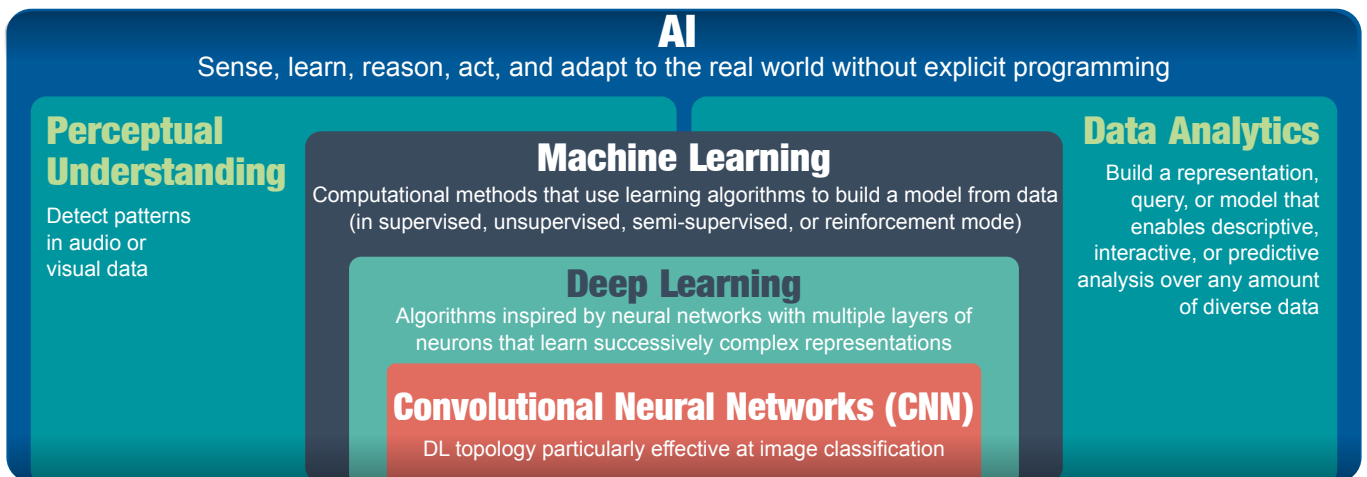 AI
Sense, learn, reason, act, and adapt to the real world without explicit programming
Perceptual
Understanding
Detect patterns
in audio or
visual data
Machine Learning
Computational methods that use learning algorithms to build a model from data
(in supervised, unsupervised, semi-supervised, or reinforcement mode)
Deep Learning
Algorithms inspired by neural networks with multiple layers of
neurons that learn successively complex representations
Convolutional Neural Networks (CNN)
DL topology particularly effective at image classification
Data Analytics
Build a representation,
query, or model that
enables descriptive,
interactive, or predictive
analysis over any amount
of diverse data